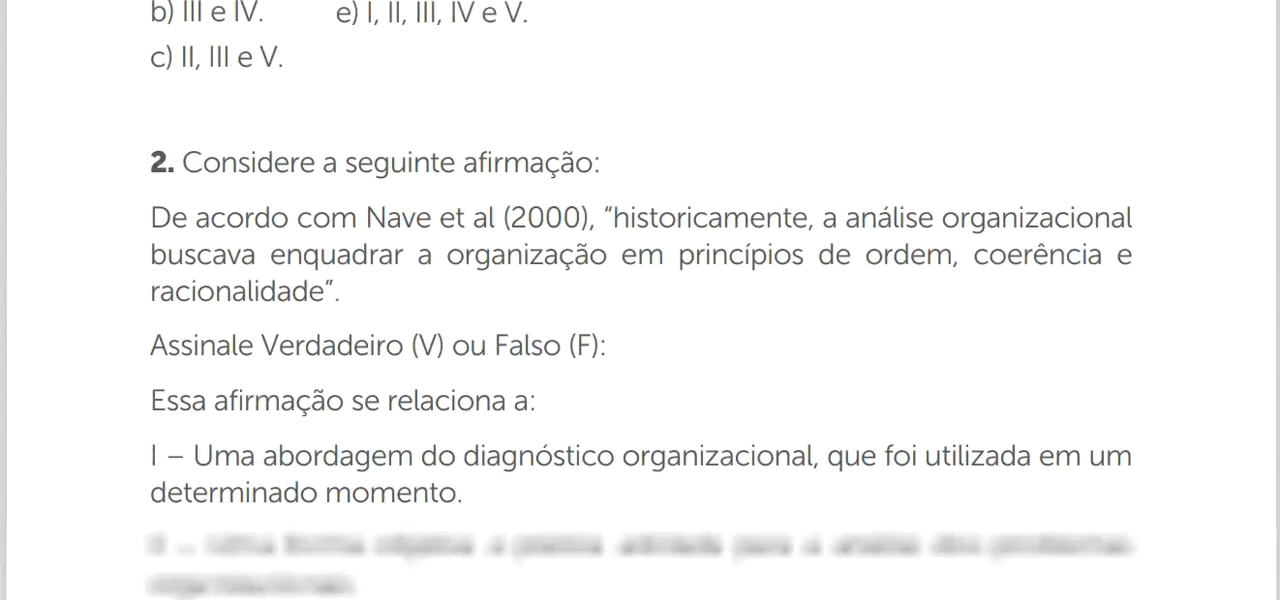 b) III e IV. e) I, II, III, IV e V.
c) II, III e V.
2. Considere a seguinte afirmação:
De acordo com Nave et al (2000), “historicamente, a análise organizacional
buscava enquadrar a organização em princípios de ordem, coerência e
racionalidade”.
Assinale Verdadeiro (V) ou Falso (F):
Essa afirmação se relaciona a:
I – Uma abordagem do diagnóstico organizacional, que foi utilizada em um
determinado momento.